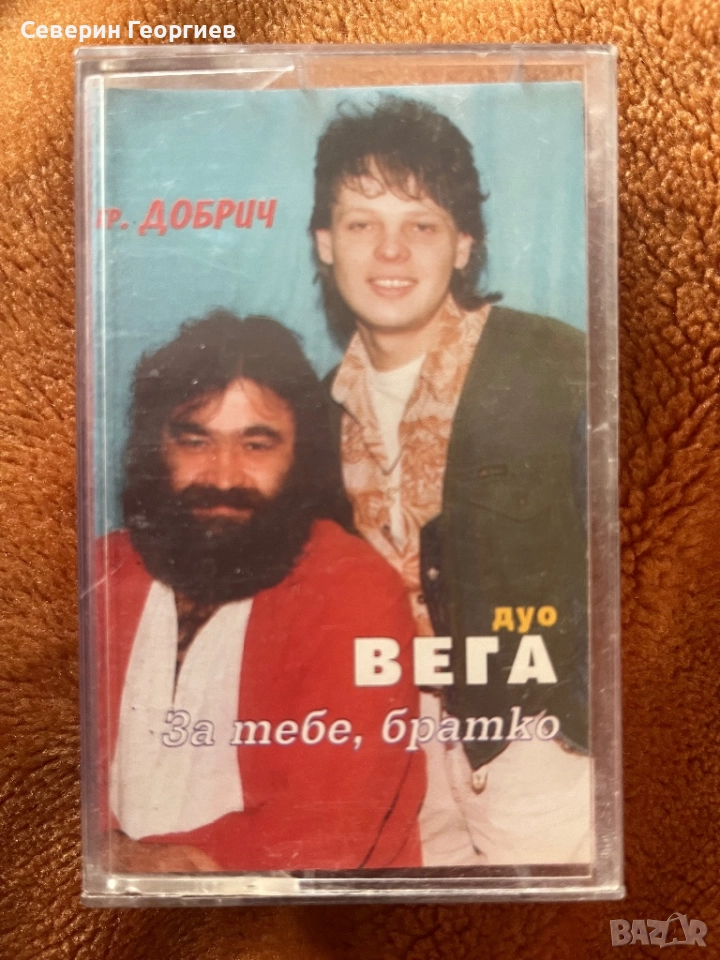 Северин Георгиев
гр. ДОБРИЧ
дуо
ВЕГА
За тебе, братко
BAZAR